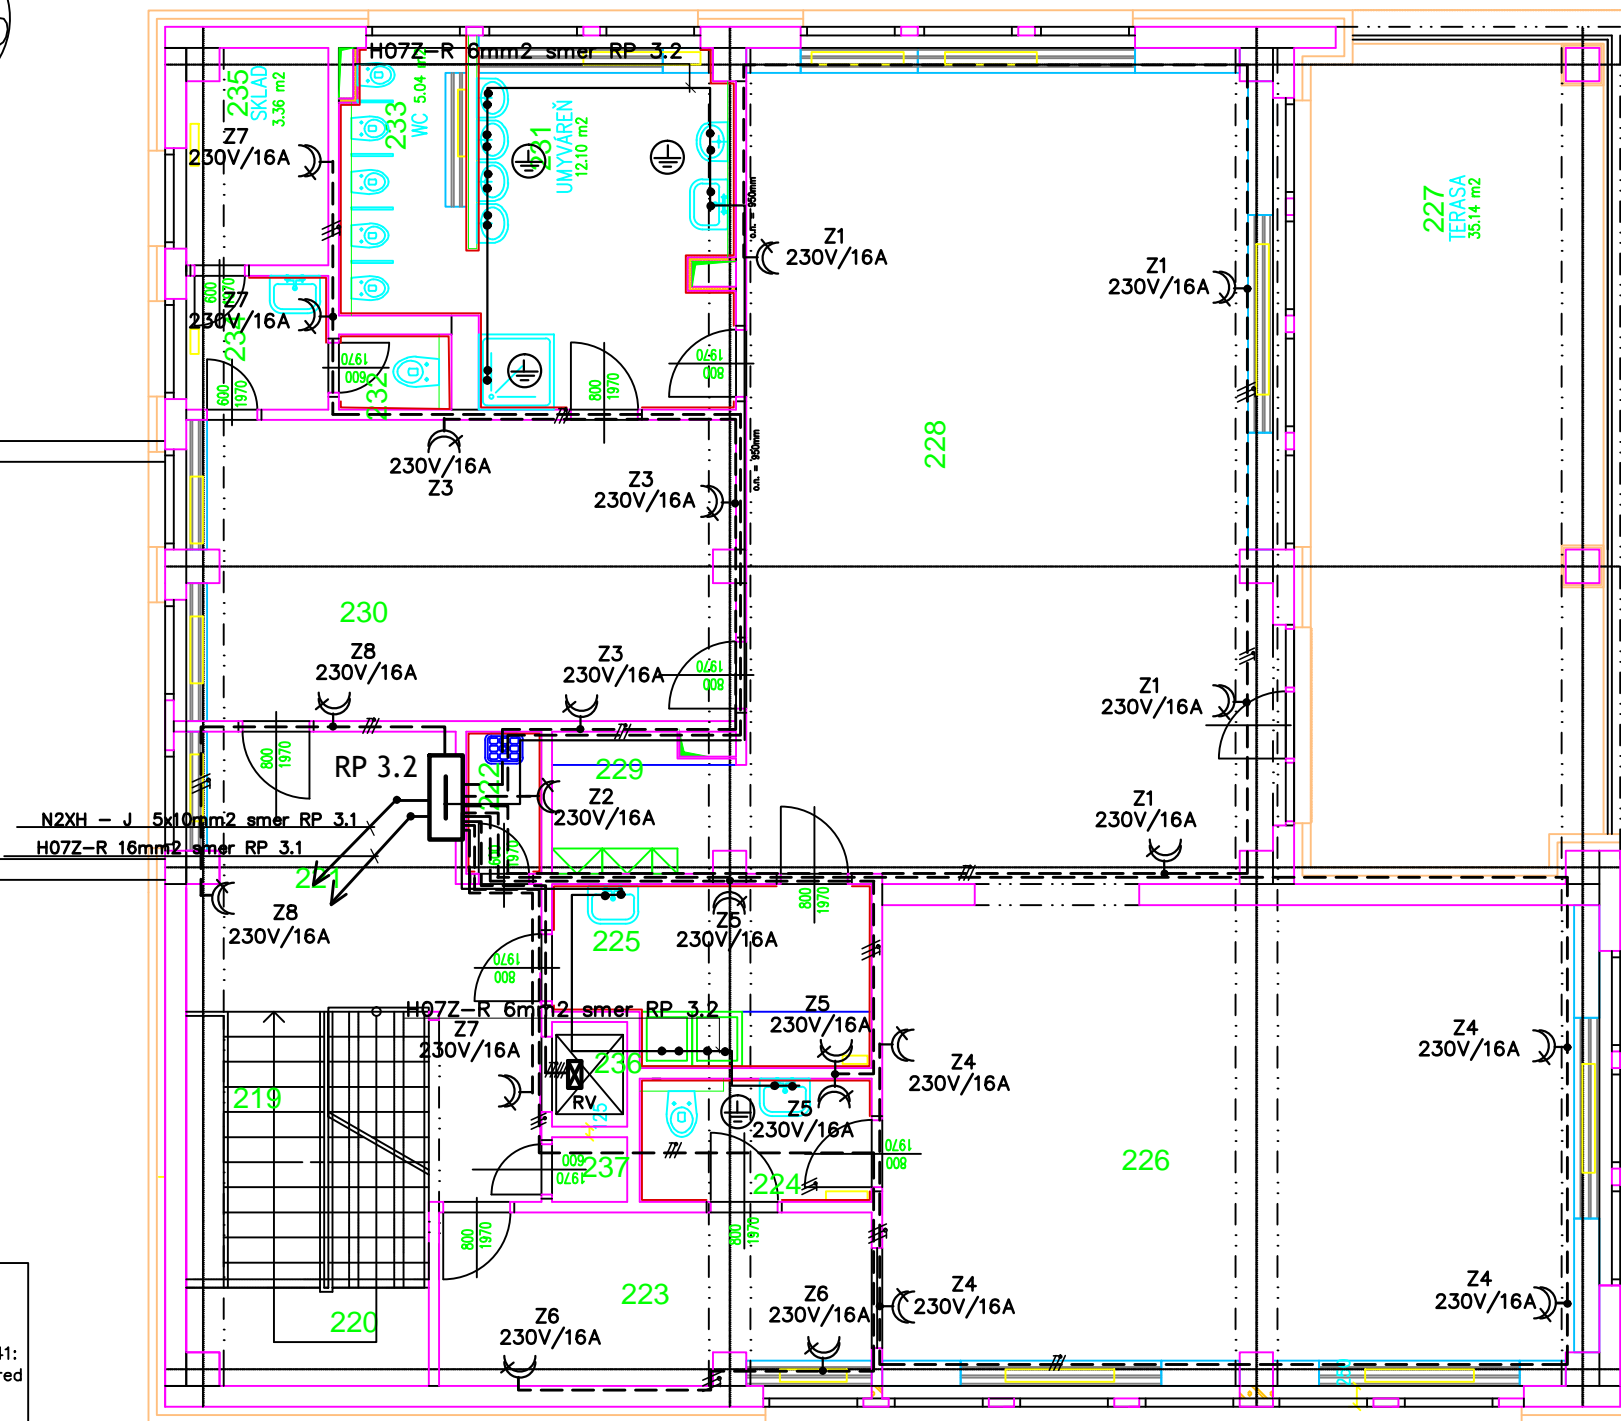 H07Z-R 6mm2 smer RP 3.2
235
SKLAD
3.36 m2
233
WC 5.04 m2
231
UMYVÁREŇ
12.10 m2
227
TERASA
35.14 m2
Z7
230V/16A
o.n. = 950mm
Z1
230V/16A
Z1
230V/16A
600
1970
Z7
230V/16A
234
600
1970
1970
600
232
800
1970
1970
800
228
230V/16A
Z3
Z3
230V/16A
o.n. = 950mm
230
Z8
230V/16A
Z3
230V/16A
1970
800
Z1
230V/16A
800
1970
RP 3.2
222
229
Z2
230V/16A
Z1
230V/16A
N2XH - J 5x10mm2 smer RP 3.1
H07Z-R 16mm2 smer RP 3.1
600
1970
221
Z8
230V/16A
800
1970
225
Z5
230V/16A
1970
800
H07Z-R 6mm2 smer RP 3.2
Z5
230V/16A
Z7
230V/16A
236
RV
Z4
230V/16A
Z4
230V/16A
219
Z5
230V/16A
1970
800
600
1970
237
224
226
800
1970
800
1970
223
220
Z6
230V/16A
Z6
230V/16A
Z4
230V/16A
Z4
230V/16A
41:
red